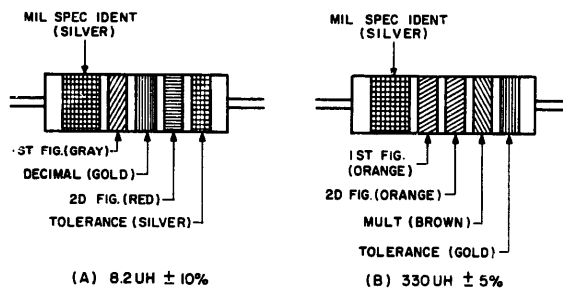 MIL SPEC IDENT
(SILVER)
1ST FIG.(GRAY)
DECIMAL (GOLD)
2D FIG.(RED)
TOLERANCE (SILVER)
(A) 8.2UH ± 10%
MIL SPEC IDENT
(SILVER)
1ST FIG.
(ORANGE)
2D FIG.(ORANGE)
MULT (BROWN)
TOLERANCE (GOLD)
(B) 330UH ± 5%